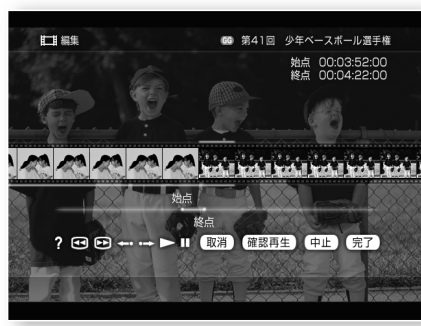 編集
GG 第41回 少年ベースボール選手権
始点 00:03:52:00
終点 00:04:22:00
始点
終点
? 取消 確認再生 中止 完了